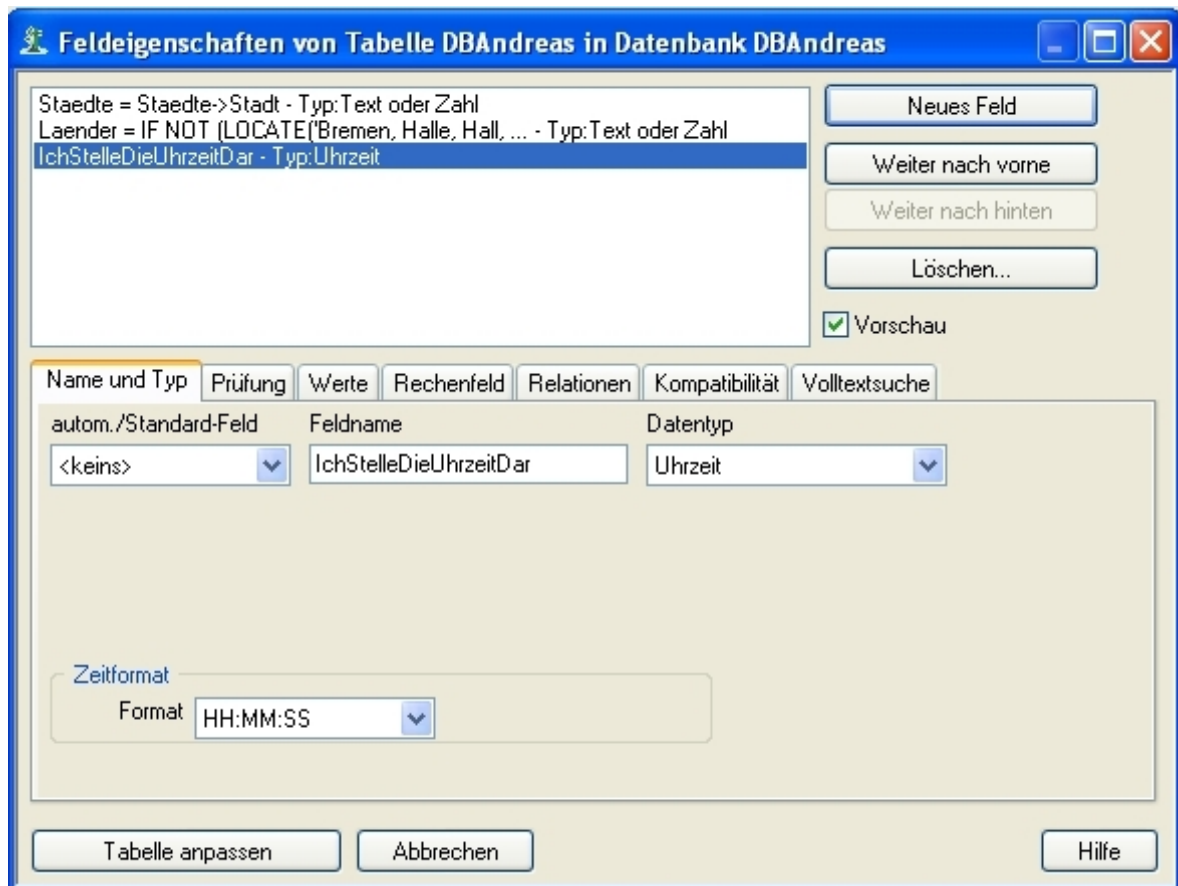 Feldeigenschaften von Tabelle DBAndreas in Datenbank DBAndreas
Staedte = Staedte->Stadt - Typ:Text oder Zahl
Laender = IF NOT (LOCATE('Bremen, Halle, Hall, ... - Typ:Text oder Zahl
IchStelleDieUhrzeitDar - Typ:Uhrzeit
Neues Feld
Weiter nach vorne
Weiter nach hinten
Löschen...
Vorschau
Name und Typ Prüfung Werte Rechenfeld Relationen Kompatibilität Volltextsuche
autom./Standard-Feld Feldname Datentyp
<keins> IchStelleDieUhrzeitDar Uhrzeit
Zeitformat
Format HH:MM:SS
Tabelle anpassen Abbrechen Hilfe